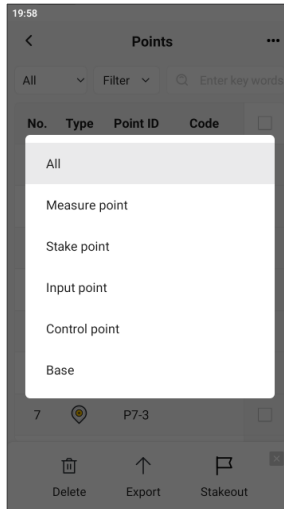 19:58
Points
All Filter Enter key words
No. Type Point ID Code
All
Measure point
Stake point
Input point
Control point
Base
7 P7-3
Delete Export Stakeout